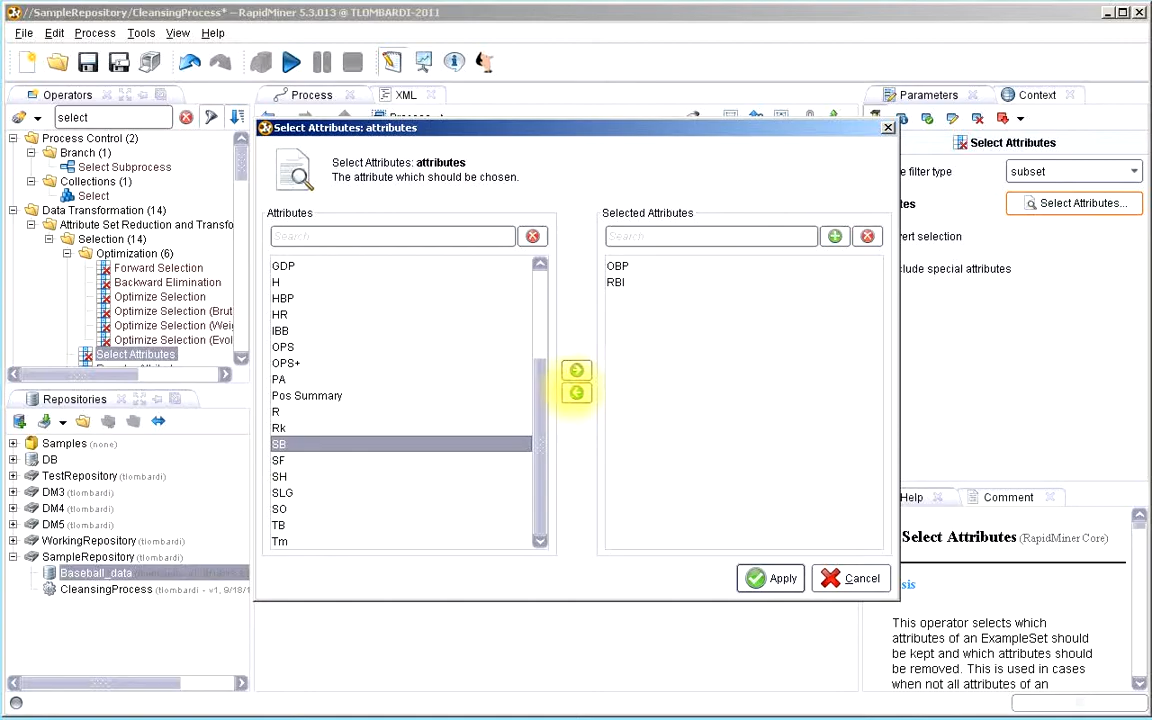 //SampleRepository/CleansingProcess* – RapidMiner 5.3.013 @ TLOMBARDI-2011
File Edit Process Tools View Help
Operators
Process
XML
Parameters
Context
select
Process Control (2)
Branch (1)
Select Subprocess
Collections (1)
Select
Data Transformation (14)
Attribute Set Reduction and Transfo
Selection (14)
Optimization (6)
Forward Selection
Backward Elimination
Optimize Selection
Optimize Selection (Brut
Optimize Selection (Wei
Optimize Selection (Evol
Select Attributes
Repositories
Samples (none)
DB
TestRepository (tlombardi)
DM3 (tlombardi)
DM4 (tlombardi)
DM5 (tlombardi)
WorkingRepository (tlombardi)
SampleRepository (tlombardi)
Baseball_data
CleansingProcess (tlombardi - v1, 9/18/1
Select Attributes: attributes
Select Attributes: attributes
The attribute which should be chosen.
Attributes
Search
GDP
H
HBP
HR
IBB
OPS
OPS+
PA
Pos Summary
R
Rk
SB
SF
SH
SLG
SO
TB
Tm
Selected Attributes
Search
OBP
RBI
Apply
Cancel
Select Attributes
e filter type
subset
tes
Select Attributes...
vert selection
clude special attributes
Help
Comment
Select Attributes (RapidMiner Core)
sis
This operator selects which
attributes of an ExampleSet should
be kept and which attributes should
be removed. This is used in cases
when not all attributes of an